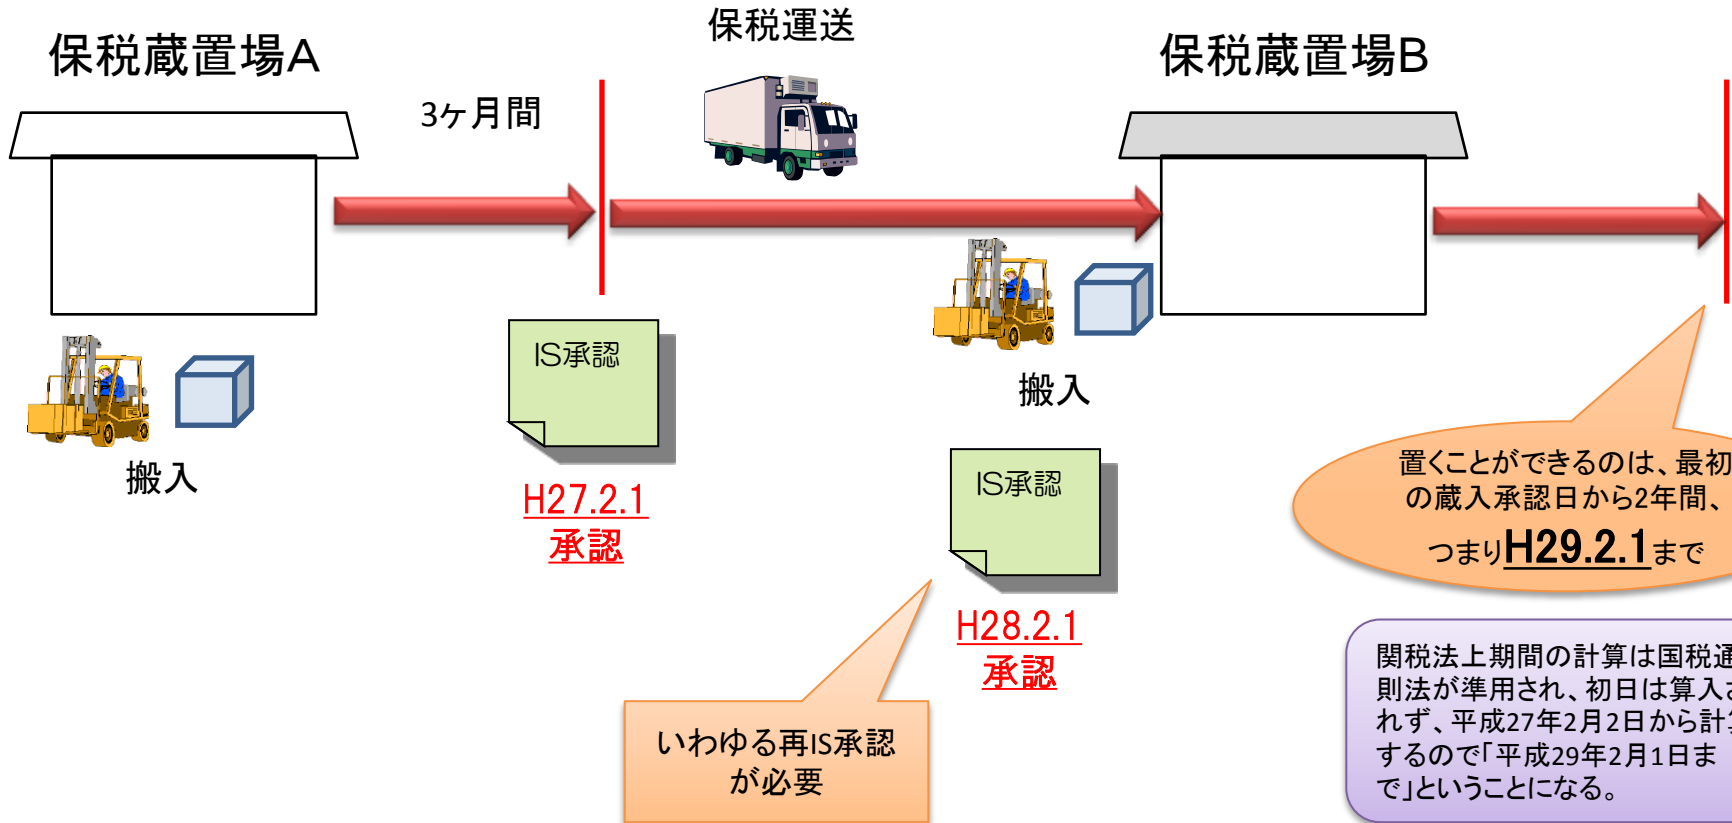 保税蔵置場A
3ヶ月間
保税運送
保税蔵置場B
搬入
IS承認
H27.2.1
承認
搬入
IS承認
H28.2.1
承認
いわゆる再IS承認
が必要
置くことができるのは、最初
の蔵入承認日から2年間、
つまりH29.2.1まで
関税法上期間の計算は国税通
則法が準用され、初日は算入さ
れず、平成27年2月2日から計算
するので「平成29年2月1日ま
で」ということになる。